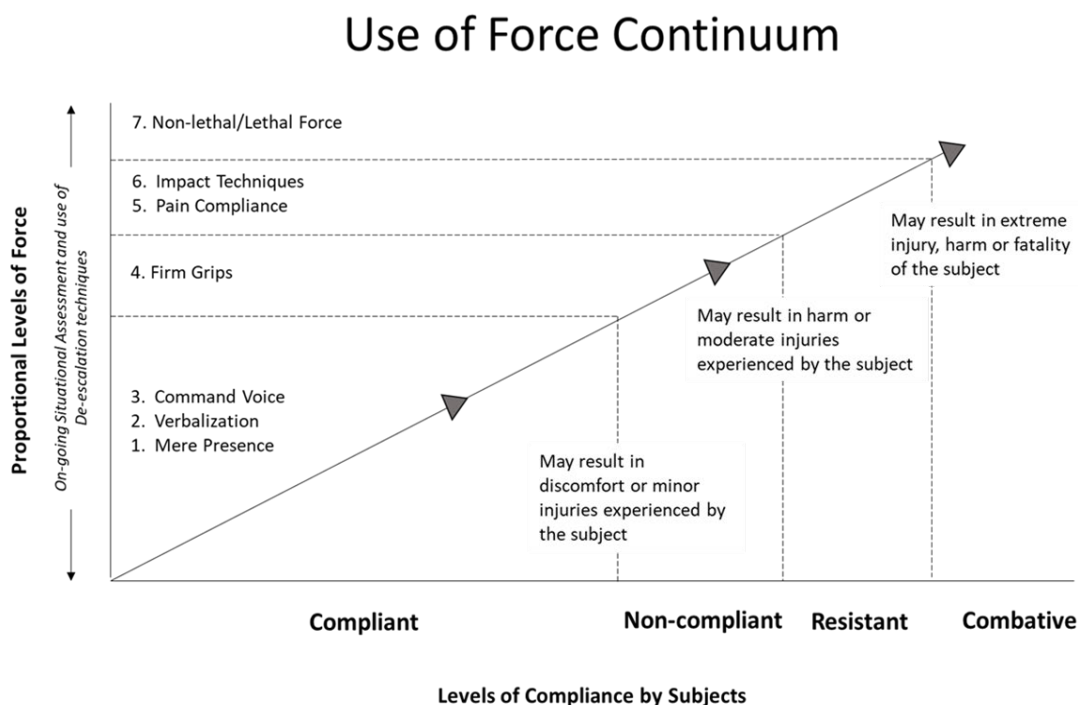 Use of Force Continuum
Proportional Levels of Force
On-going Situational Assessment and use of
De-escalation techniques
7. Non-lethal/Lethal Force
6. Impact Techniques
5. Pain Compliance
4. Firm Grips
3. Command Voice
2. Verbalization
1. Mere Presence
May result in
discomfort or minor
injuries experienced by
the subject
May result in harm or
moderate injuries
experienced by the subject
May result in extreme
injury, harm or fatality
of the subject
Compliant
Non-compliant
Resistant
Combative
Levels of Compliance by Subjects